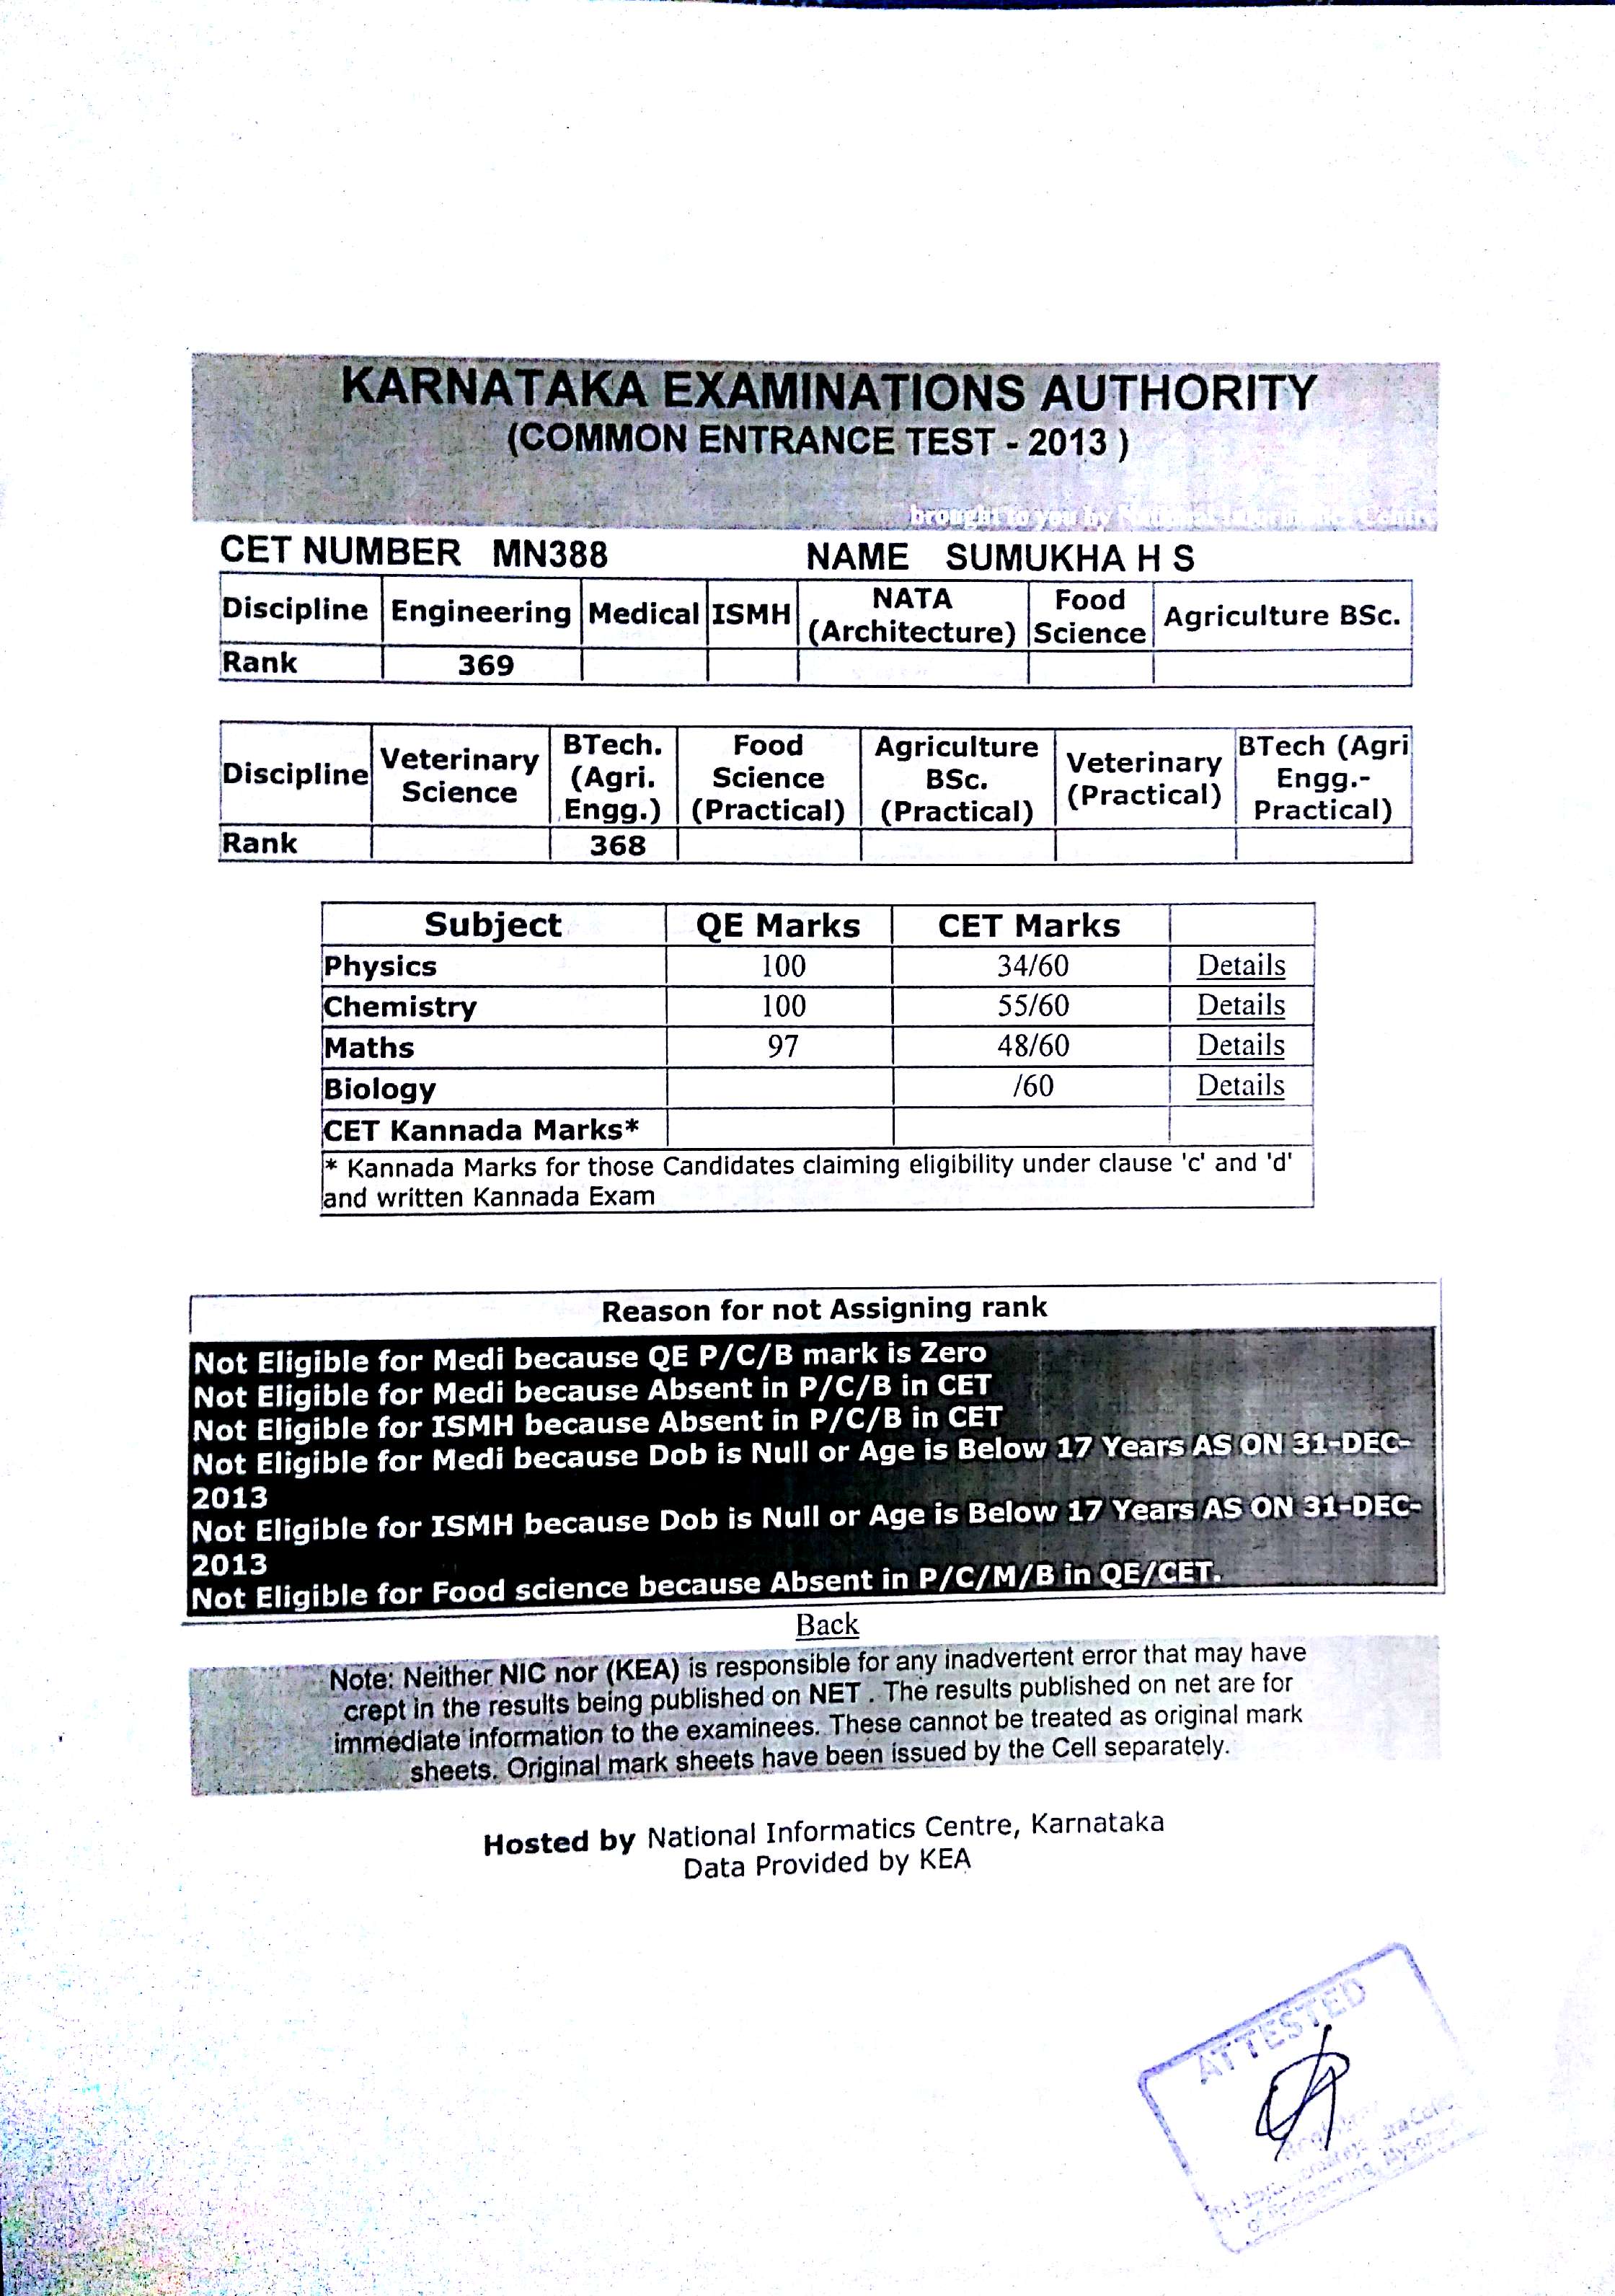 KARNATAKA EXAMINATIONS AUTHORITY
(COMMON ENTRANCE TEST - 2013 )
brought to you by National Informatics Centre
CET NUMBER MN388 NAME SUMUKHA H S
Discipline Engineering Medical ISMH NATA (Architecture) Food Science Agriculture BSc.
Rank 369
Discipline Veterinary Science BTech. (Agri. Engg.) Food Science (Practical) Agriculture BSc. (Practical) Veterinary (Practical) BTech (Agri Engg.- Practical)
Rank 368
Subject QE Marks CET Marks
Physics 100 34/60 Details
Chemistry 100 55/60 Details
Maths 97 48/60 Details
Biology /60 Details
CET Kannada Marks*
* Kannada Marks for those Candidates claiming eligibility under clause 'c' and 'd'
and written Kannada Exam
Reason for not Assigning rank
Not Eligible for Medi because QE P/C/B mark is Zero
Not Eligible for Medi because Absent in P/C/B in CET
Not Eligible for ISMH because Absent in P/C/B in CET
Not Eligible for Medi because Dob is Null or Age is Below 17 Years AS ON 31-DEC-
2013
Not Eligible for ISMH because Dob is Null or Age is Below 17 Years AS ON 31-DEC-
2013
Not Eligible for Food science because Absent in P/C/M/B in QE/CET.
Back
Note: Neither NIC nor (KEA) is responsible for any inadvertent error that may have
crept in the results being published on NET . The results published on net are for
immediate information to the examinees. These cannot be treated as original mark
sheets. Original mark sheets have been issued by the Cell separately.
Hosted by National Informatics Centre, Karnataka
Data Provided by KEA
ATTESTED
of Engineering, Mysore